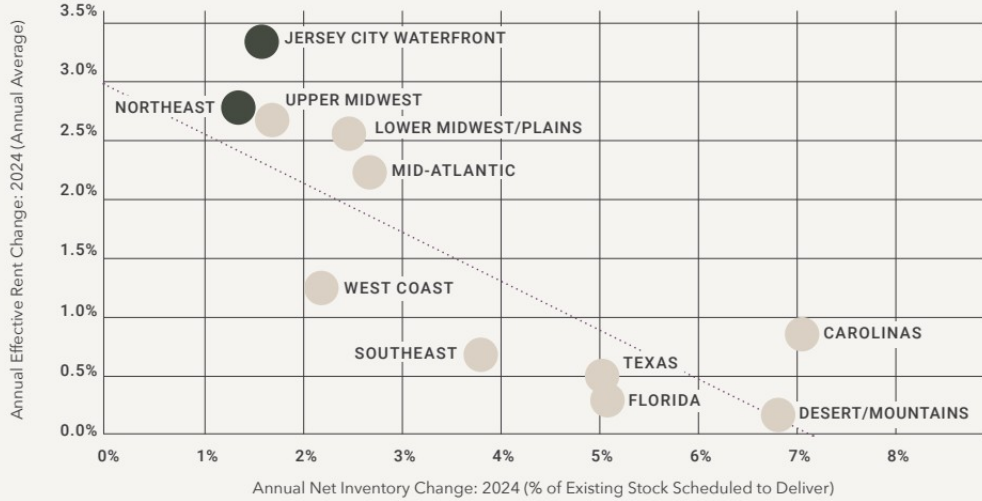 3.5%
JERSEY CITY WATERFRONT
3.0%
UPPER MIDWEST
NORTHEAST
LOWER MIDWEST/PLAINS
2.5%
MID-ATLANTIC
2.0%
1.5%
WEST COAST
1.0%
CAROLINAS
SOUTHEAST
TEXAS
0.5%
FLORIDA
DESERT/MOUNTAINS
0.0%
Annual Effective Rent Change: 2024 (Annual Average)
0% 1% 2% 3% 4% 5% 6% 7% 8%
Annual Net Inventory Change: 2024 (% of Existing Stock Scheduled to Deliver)